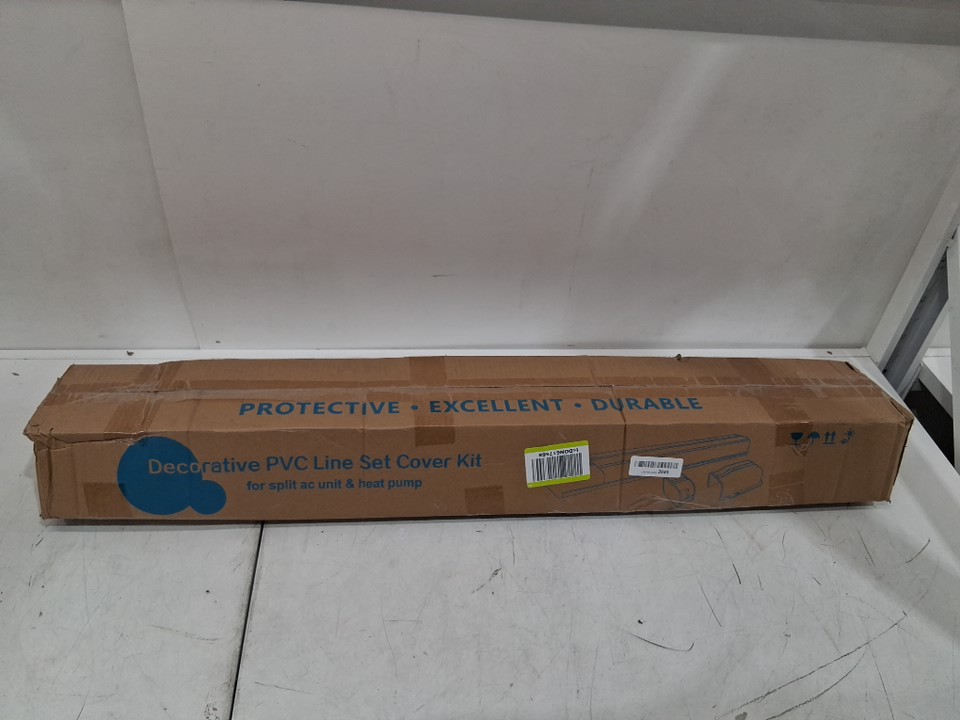 PROTECTIVE • EXCELLENT • DURABLE
Decorative PVC Line Set Cover Kit
for split ac unit & heat pump